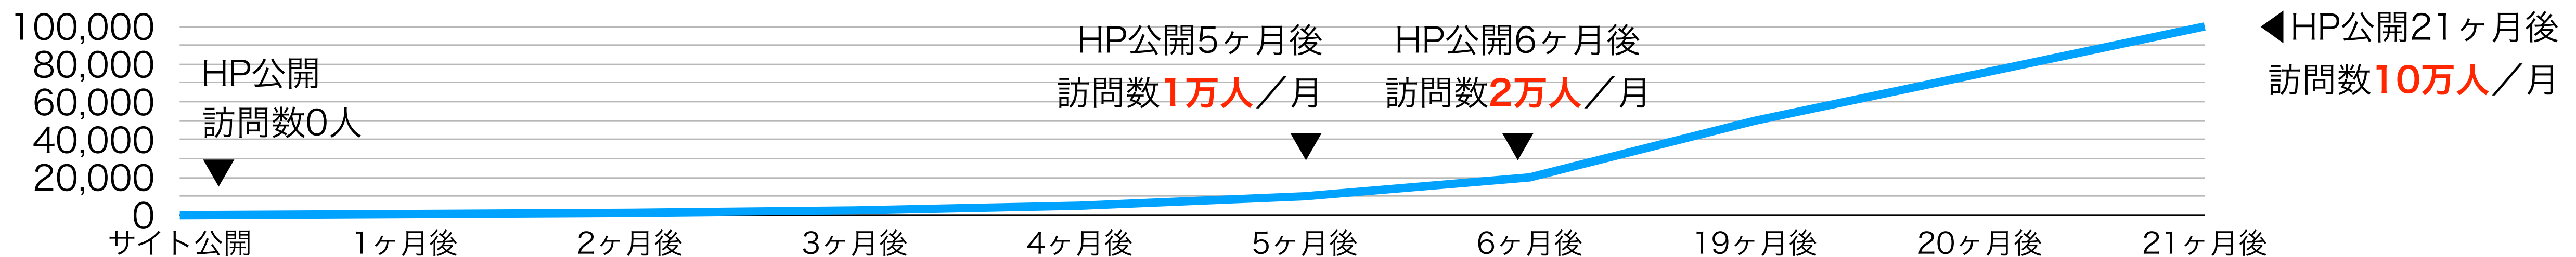 100,000
80,000
60,000
40,000
20,000
0
HP公開
訪問数0人
HP公開5ヶ月後
訪問数1万人／月
HP公開6ヶ月後
訪問数2万人／月
◀HP公開21ヶ月後
訪問数10万人／月
サイト公開
1ヶ月後
2ヶ月後
3ヶ月後
4ヶ月後
5ヶ月後
6ヶ月後
19ヶ月後
20ヶ月後
21ヶ月後